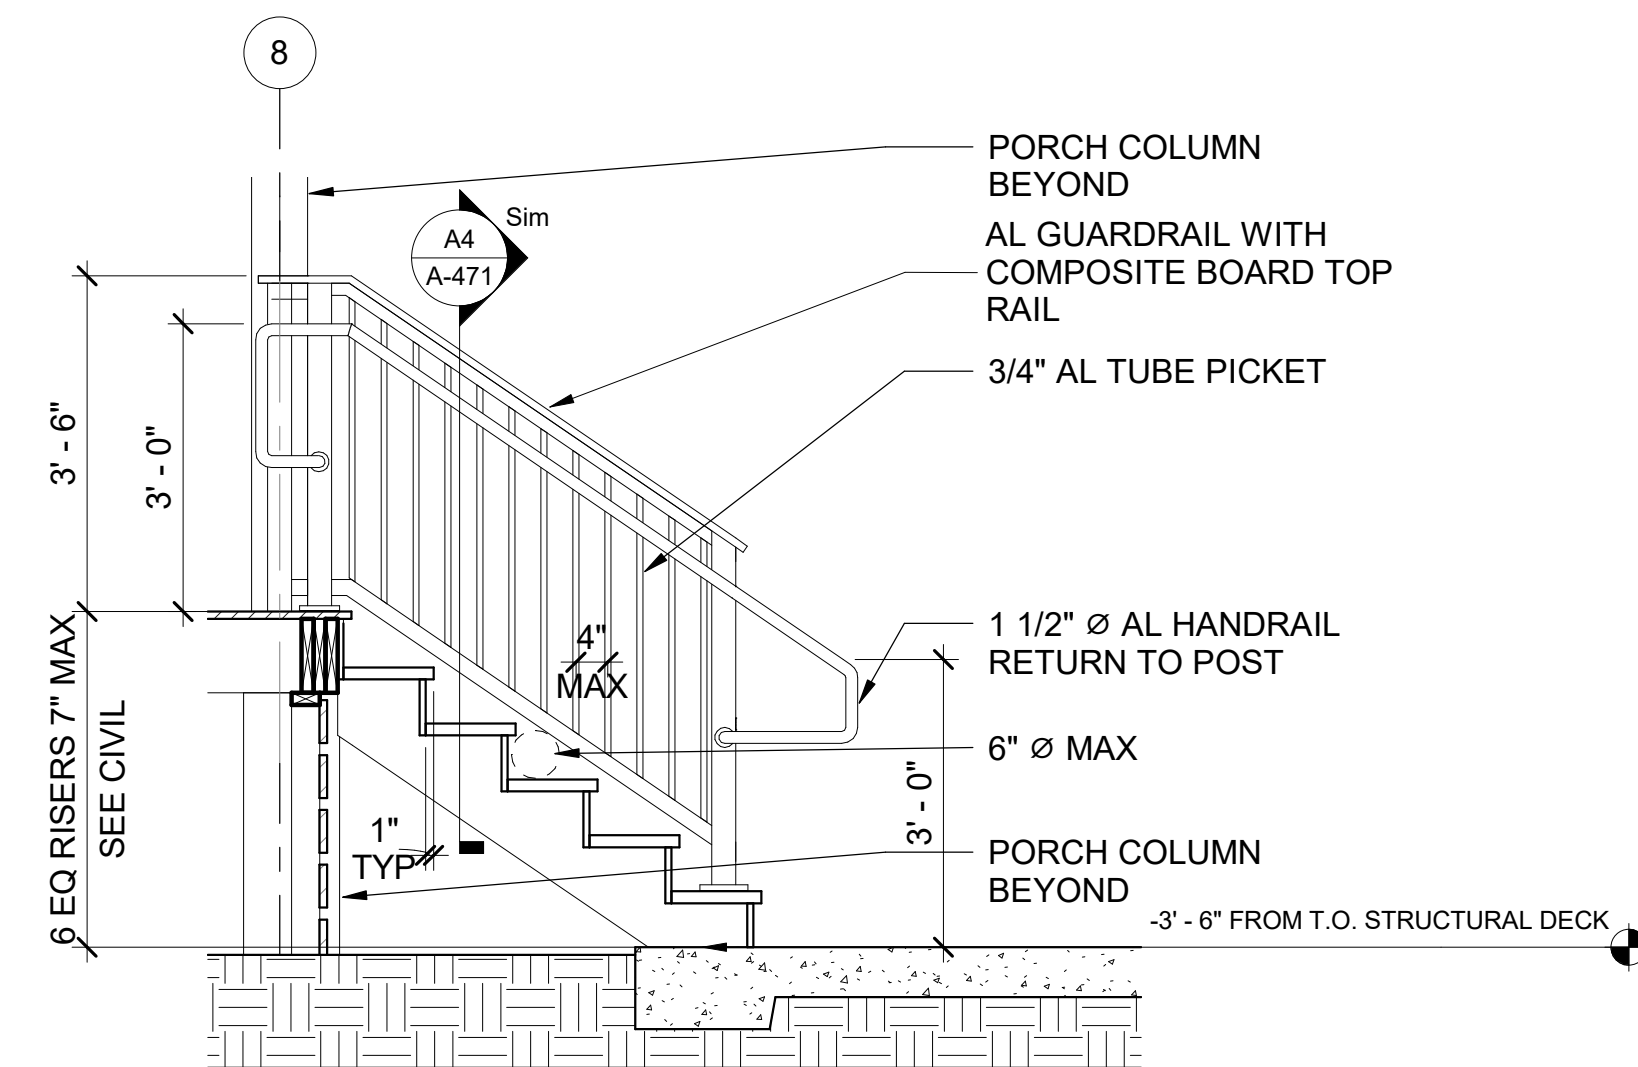 8
PORCH COLUMN
BEYOND
Sim
A4
A-471
AL GUARDRAIL WITH
COMPOSITE BOARD TOP
RAIL
3/4" AL TUBE PICKET
3' - 6"
3' - 0"
1 1/2" Ø AL HANDRAIL
RETURN TO POST
4"
MAX
6" Ø MAX
6 EQ RISERS 7" MAX
SEE CIVIL
3' - 0"
1"
TYP
PORCH COLUMN
BEYOND
-3' - 6" FROM T.O. STRUCTURAL DECK